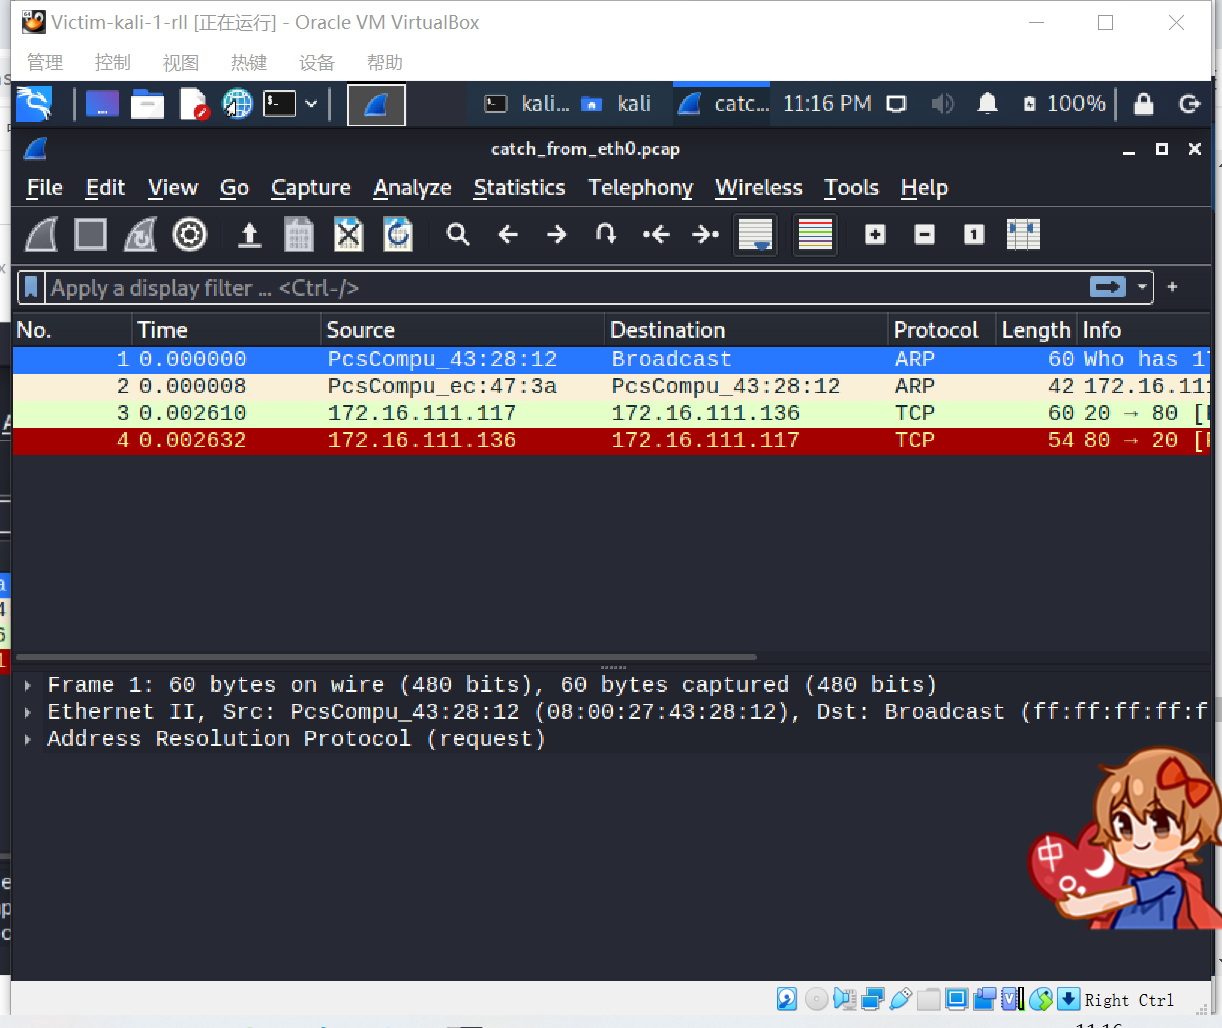 Victim-kali-1-rll [正在运行] - Oracle VM VirtualBox
管理 控制 视图 热键 设备 帮助
kali... kali catc... 11:16 PM 100%
catch_from_eth0.pcap
File Edit View Go Capture Analyze Statistics Telephony Wireless Tools Help
Apply a display filter ... <Ctrl-/>
No. Time Source Destination Protocol Length Info
1 0.000000 PcsCompu_43:28:12 Broadcast ARP 60 Who has
2 0.000008 PcsCompu_ec:47:3a PcsCompu_43:28:12 ARP 42 172.16.11
3 0.002610 172.16.111.117 172.16.111.136 TCP 60 20 → 80 [
4 0.002632 172.16.111.136 172.16.111.117 TCP 54 80 → 20 [
Frame 1: 60 bytes on wire (480 bits), 60 bytes captured (480 bits)
Ethernet II, Src: PcsCompu_43:28:12 (08:00:27:43:28:12), Dst: Broadcast (ff:ff:ff:ff:f
Address Resolution Protocol (request)
中
Right Ctrl